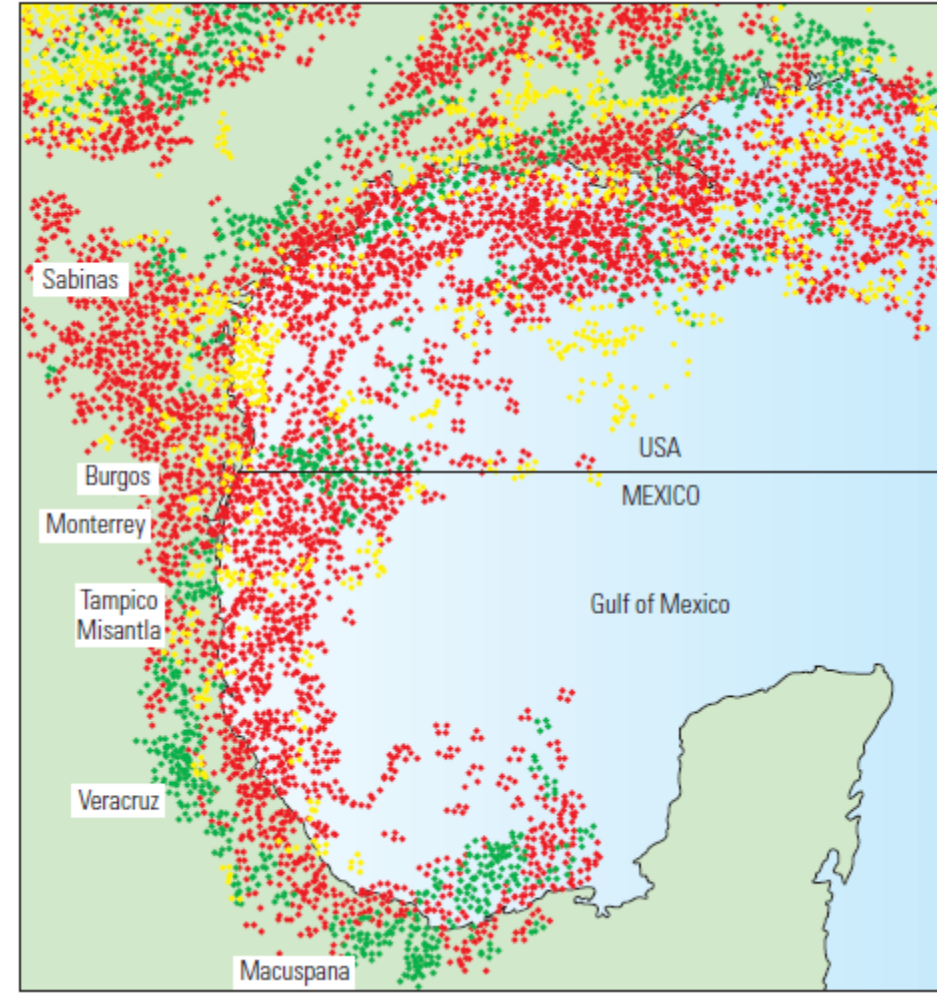 Sabinas
USA
Burgos
MEXICO
Monterrey
Tampico
Misantla
Gulf of Mexico
Veracruz
Macuspana